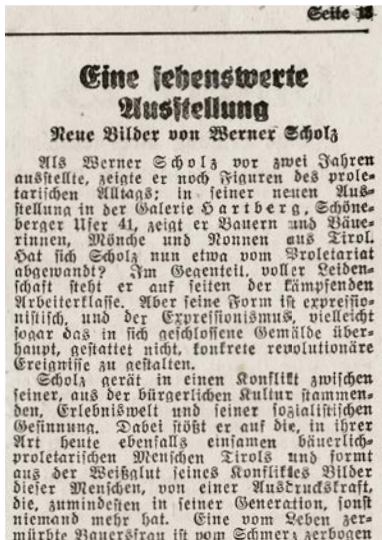 Seite 13
Eine sehenswerte
Ausstellung
Neue Bilder von Werner Scholz
Als Werner Scholz vor zwei Jahren
ausstellte, zeigte er noch Figuren des prole-
tarischen Alltags; in seiner neuen Aus-
stellung in der Galerie Hartberg, Schöne-
berger Ufer 41, zeigt er Bauern und Bäue-
rinnen, Mönche und Nonnen aus Tirol.
Hat sich Scholz nun etwa vom Proletariat
abgewandt? Im Gegenteil, voller Leiden-
schaft steht er auf seiten der kämpfenden
Arbeiterklasse. Aber seine Form ist expressio-
nistisch, und der Expressionismus, vielleicht
sogar das in sich geschlossene Gemälde über-
haupt, gestattet nicht, konkrete revolutionäre
Ereignisse zu gestalten.
Scholz gerät in einen Konflikt zwischen
seiner, aus der bürgerlichen Kultur stammen-
den, Erlebniswelt und seiner sozialistischen
Gesinnung. Dabei stößt er auf die, in ihrer
Art heute ebenfalls einsamen bäuerlich-
proletarischen Menschen Tirols und formt
aus der Weißglut seines Konfliktes Bilder
dieser Menschen, von einer Ausdruckskraft,
die, zumindesten in seiner Generation, sonst
niemand mehr hat. Eine vom Leben zer-
mürbte Bauersfrau ist vom Schmerz zerbogen